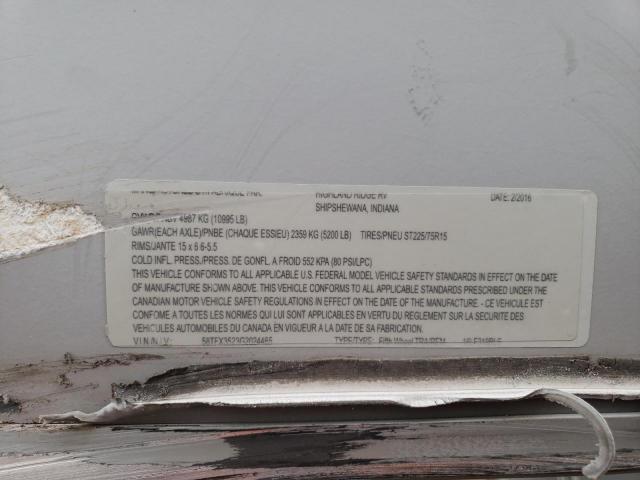 HIGHLAND RIDGE RV DATE: 2/2016
SHIPSHEWANA, INDIANA
4987 KG (10995 LB)
GAWR(EACH AXLE)/PNBE (CHAQUE ESSIEU) 2359 KG (5200 LB) TIRES/PNEU ST225/75R15
RIMS/JANTE 15 x 6 6-5.5
COLD INFL. PRESS./PRESS. DE GONFL. A FROID 552 KPA (80 PSI/LPC)
THIS VEHICLE CONFORMS TO ALL APPLICABLE U.S. FEDERAL MODEL VEHICLE SAFETY STANDARDS IN EFFECT ON THE DATE
OF MANUFACTURE SHOWN ABOVE. THIS VEHICLE CONFORMS TO ALL APPLICABLE STANDARDS PRESCRIBED UNDER THE
CANADIAN MOTOR VEHICLE SAFETY REGULATIONS IN EFFECT ON THE DATE OF THE MANUFACTURE. - CE VEHICULE EST
CONFOME A TOUTES LES NORMES QUI LUI SONT APPLICABLES EN VERTU DU REGLEMENT SUR LA SECURITE DES
VEHICULES AUTOMOBILES DU CANADA EN VIGUEUR A LA DATE DE SA FABRICATION.
V.I.N./N.I.V.: 58TFX3523G2024465 TYPE/TYPE: Fifth Wheel